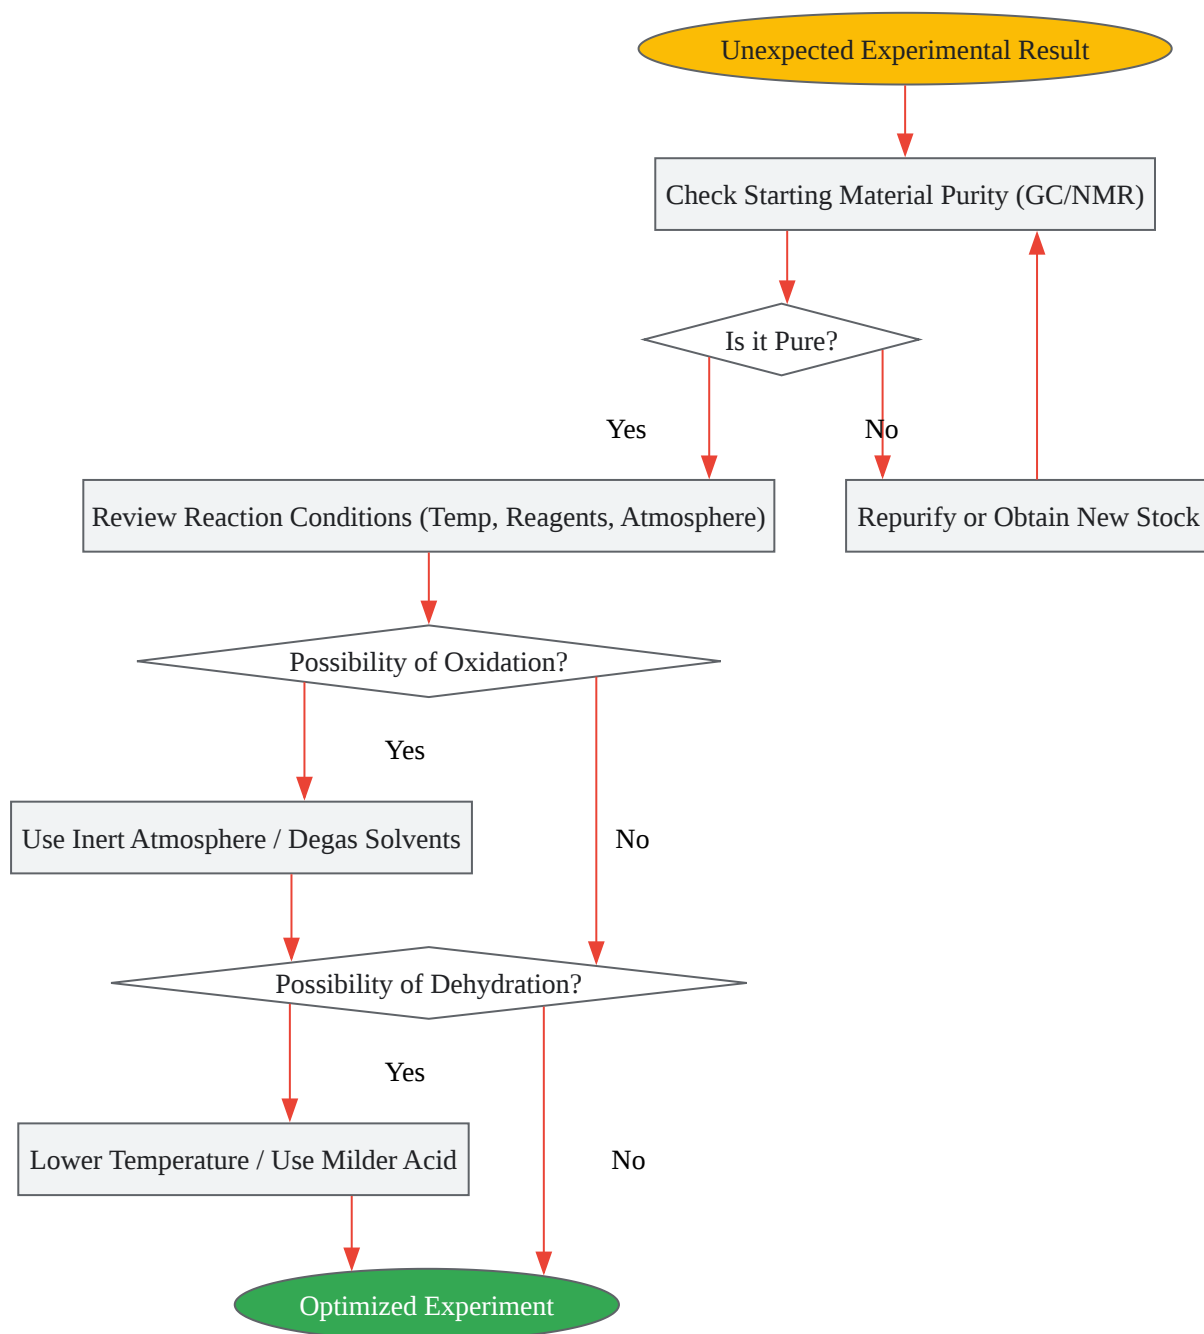 Unexpected Experimental Result
Check Starting Material Purity (GC/NMR)
Is it Pure?
Yes
No
Review Reaction Conditions (Temp, Reagents, Atmosphere)
Repurify or Obtain New Stock
Possibility of Oxidation?
Yes
Use Inert Atmosphere / Degas Solvents
No
Possibility of Dehydration?
Yes
Lower Temperature / Use Milder Acid
No
Optimized Experiment